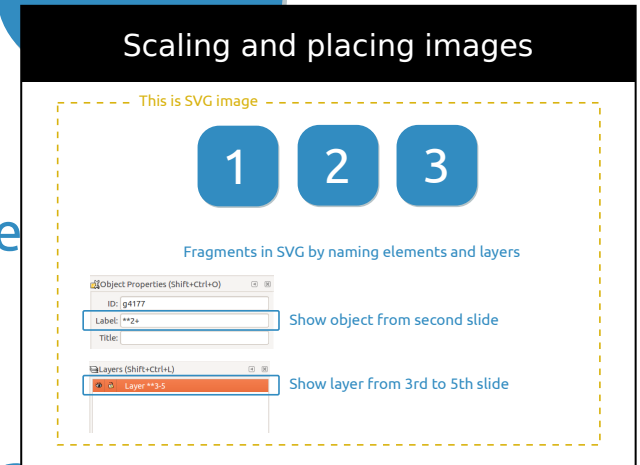 Scaling and placing images
This is SVG image
1 2 3
Fragments in SVG by naming elements and layers
Object Properties (Shift+Ctrl+O)
ID: g4177
Label: **2+
Show object from second slide
Title:
Layers (Shift+Ctrl+L)
Layer **3-5
Show layer from 3rd to 5th slide
e